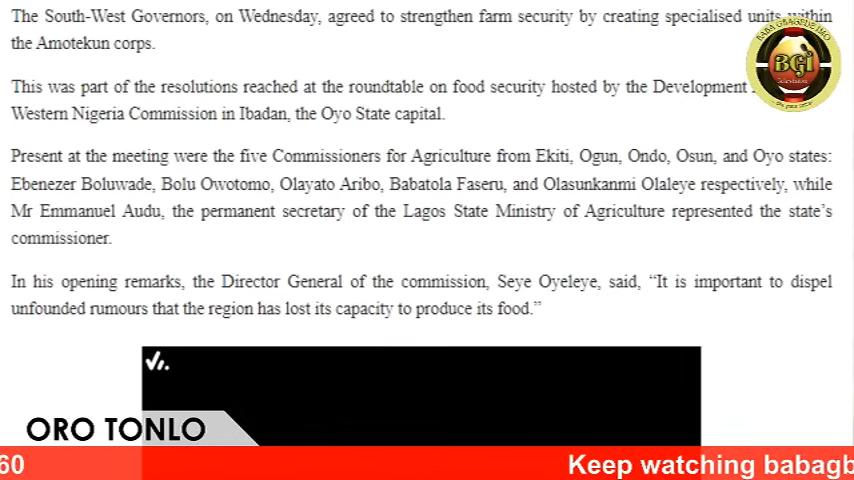 The South-West Governors, on Wednesday, agreed to strengthen farm security by creating specialised units within
the Amotekun corps.
This was part of the resolutions reached at the roundtable on food security hosted by the Development
Western Nigeria Commission in Ibadan, the Oyo State capital.
Present at the meeting were the five Commissioners for Agriculture from Ekiti, Ogun, Ondo, Osun, and Oyo states:
Ebenezer Boluwade, Bolu Owotomo, Olayato Aribo, Babatola Faseru, and Olasunkanmi Olaleye respectively, while
Mr Emmanuel Audu, the permanent secretary of the Lagos State Ministry of Agriculture represented the state’s
commissioner.
In his opening remarks, the Director General of the commission, Seye Oyeleye, said, “It is important to dispel
unfounded rumours that the region has lost its capacity to produce its food.”
BABA GBAGEDE IMO
BGI
ORO TONLO
60
Keep watching babagb